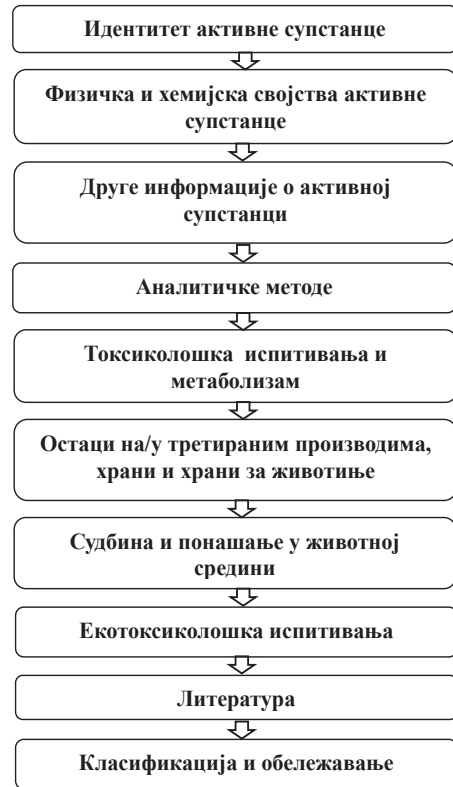 Идентитет активне супстанце
Физичка и хемијска својства активне
супстанце
Друге информације о активној
супстанци
Аналитичке методе
Токсиколошка испитивања и
метаболизам
Остаци на/у третираним производима,
храни и храни за животиње
Судбина и понашање у животној
средини
Екотоксиколошка испитивања
Литература
Класификација и обележавање